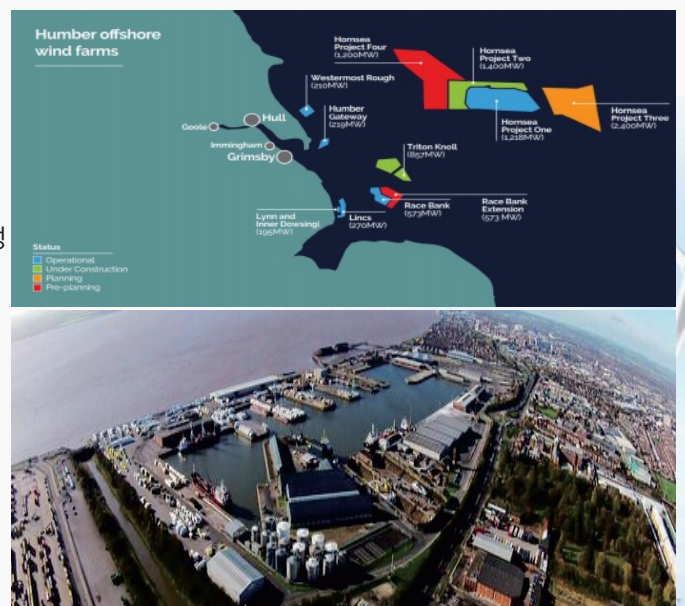 Humber offshore
wind farms
Hornsea
Project Four
(1,200MW)
Hornsea
Project Two
(1,400MW)
Westermost Rough
(210MW)
Humber
Gateway
(219MW)
Hull
Goole
Immingham
Grimsby
Hornsea
Project One
(1,218MW)
Hornsea
Project Three
(2,400MW)
Triton Knoll
(857MW)
Lynn and
Inner Dowsing)
(195MW)
Lincs
(270MW)
Race Bank
(573MW)
Race Bank
Extension
(573 MW)
Status
Operational
Under Construction
Planning
Pre-planning